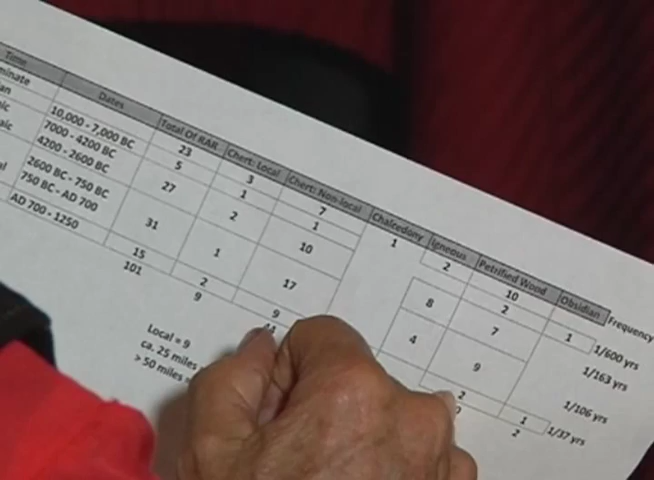 Time Dates Total Of RAR Chert: Local Chert: Non-local Chalcedony Igneous Petrified Wood Obsidian Frequency
minate 23 3 7 1 2 10
an 10,000 - 7,000 BC 5 1 1 2 1 1/600 yrs
7000 - 4200 BC
4200 - 2600 BC
27 2 10 8 7 1/163 yrs
2600 BC - 750 BC
750 BC - AD 700
31 1 17 4 9 1/106 yrs
AD 700 - 1250 15 2 9 2 1 1/37 yrs
101 9 2
Local = 9
ca. 25 miles
> 50 miles =